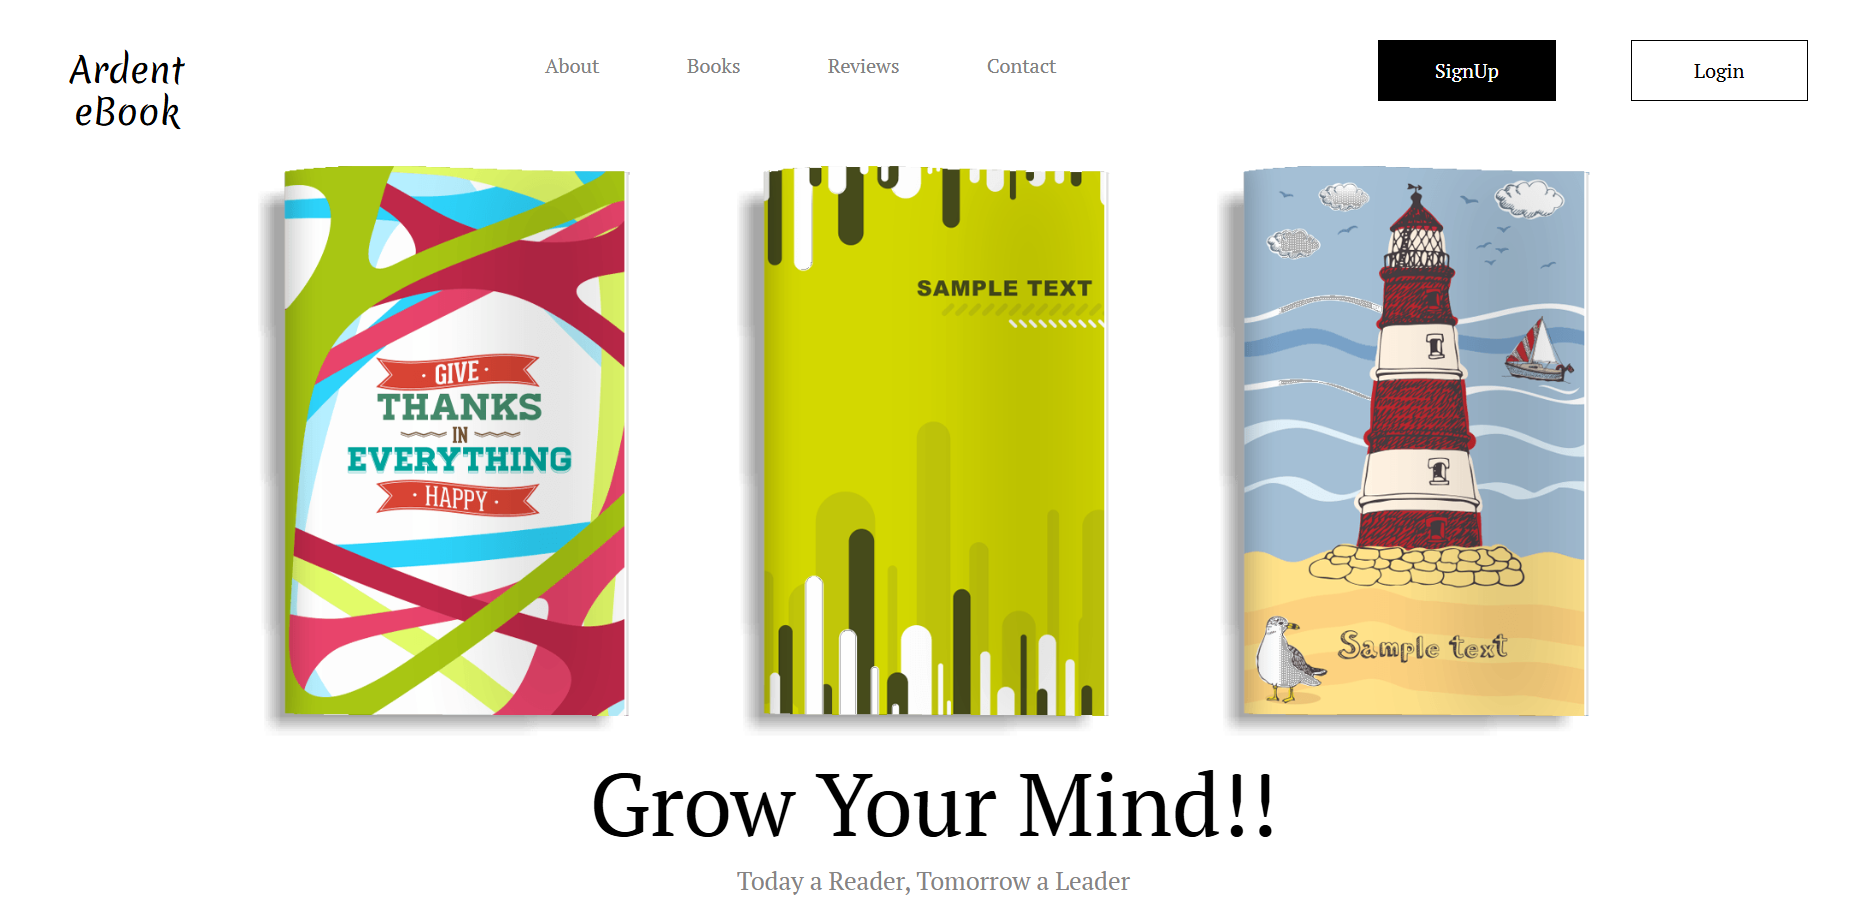 Ardent
eBook
About
Books
Reviews
Contact
SignUp
Login
· GIVE ·
THANKS
IN
EVERYTHING
· HAPPY ·
SAMPLE TEXT
Sample text
Grow Your Mind!!
Today a Reader, Tomorrow a Leader